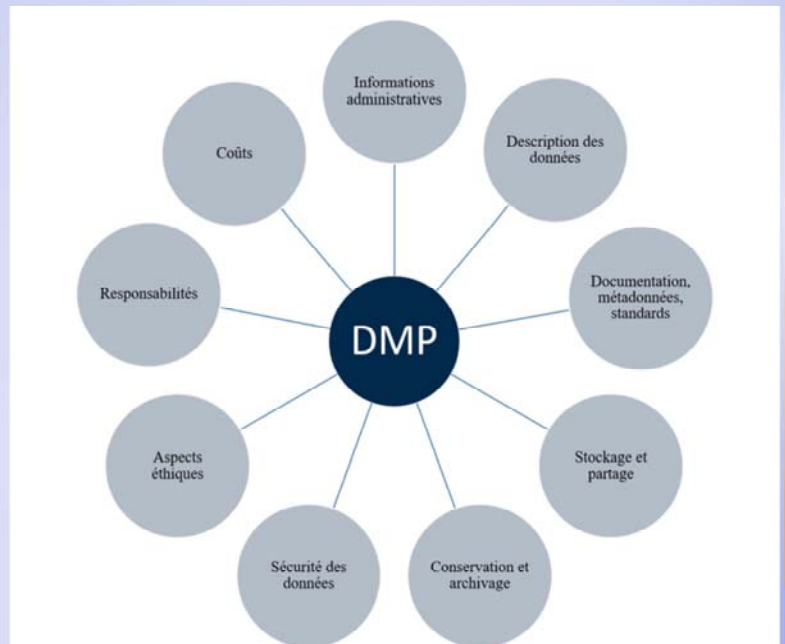 Informations
administratives
Description des
données
Documentation,
métadonnées,
standards
Stockage et
partage
Conservation et
archivage
Sécurité des
données
Aspects
éthiques
Responsabilités
Coûts
DMP